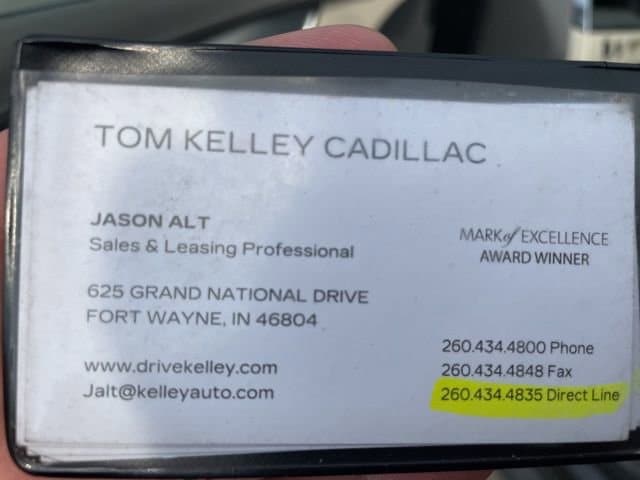 TOM KELLEY CADILLAC
JASON ALT
Sales & Leasing Professional
MARK of EXCELLENCE
AWARD WINNER
625 GRAND NATIONAL DRIVE
FORT WAYNE, IN 46804
www.drivekelley.com
Jalt@kelleyauto.com
260.434.4800 Phone
260.434.4848 Fax
260.434.4835 Direct Line